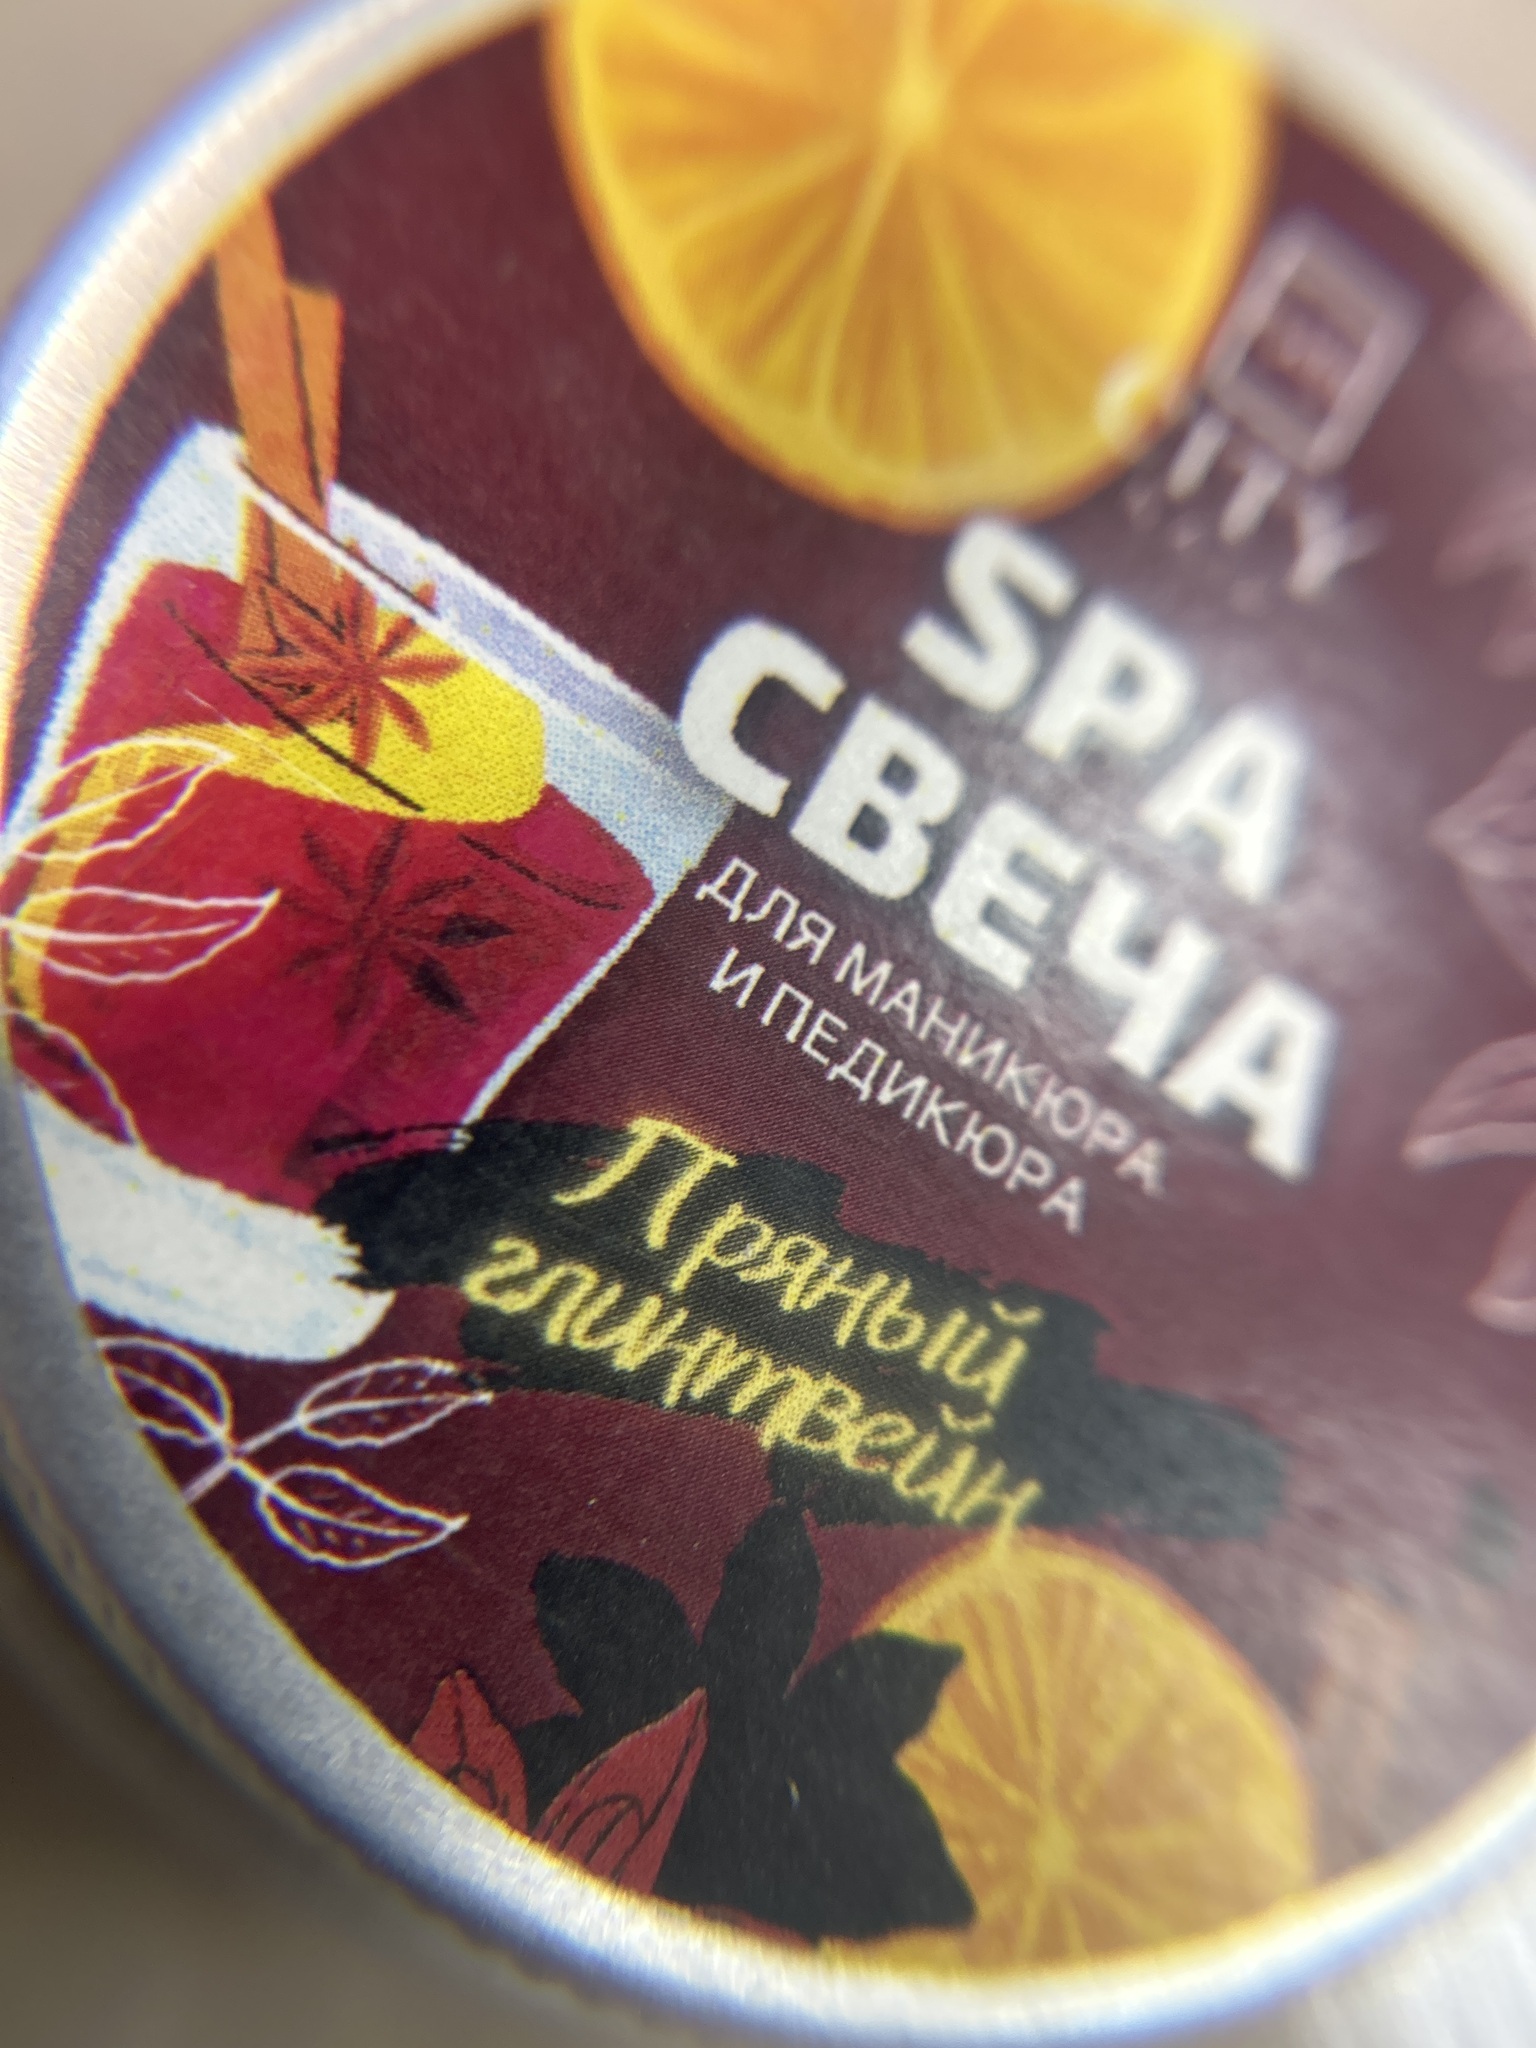 SPA
СВЕЧА
ДЛЯ МАНИКЮРА
И ПЕДИКЮРА
Пряный
глинтвейн